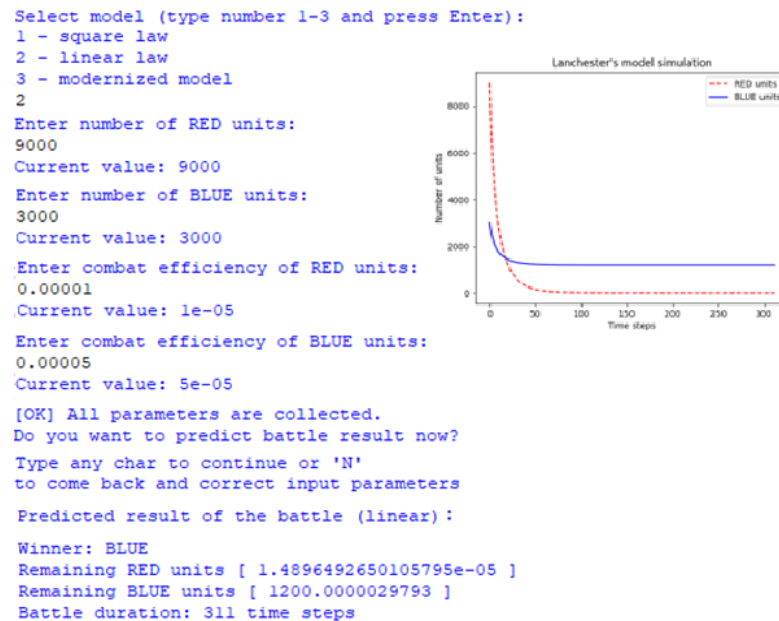 Select model (type number 1-3 and press Enter):
1 - square law
2 - linear law
3 - modernized model
2
Enter number of RED units:
9000
Current value: 9000
Enter number of BLUE units:
3000
Current value: 3000
Enter combat efficiency of RED units:
0.00001
Current value: 1e-05
Enter combat efficiency of BLUE units:
0.00005
Current value: 5e-05
[OK] All parameters are collected.
Do you want to predict battle result now?
Type any char to continue or 'N'
to come back and correct input parameters
Predicted result of the battle (linear):
Winner: BLUE
Remaining RED units [ 1.4896492650105795e-05 ]
Remaining BLUE units [ 1200.0000029793 ]
Battle duration: 311 time steps
Lanchester's model simulation
RED units
BLUE units
Number of units
8000
6000
4000
2000
0
0 50 100 150 200 250 300
Time steps